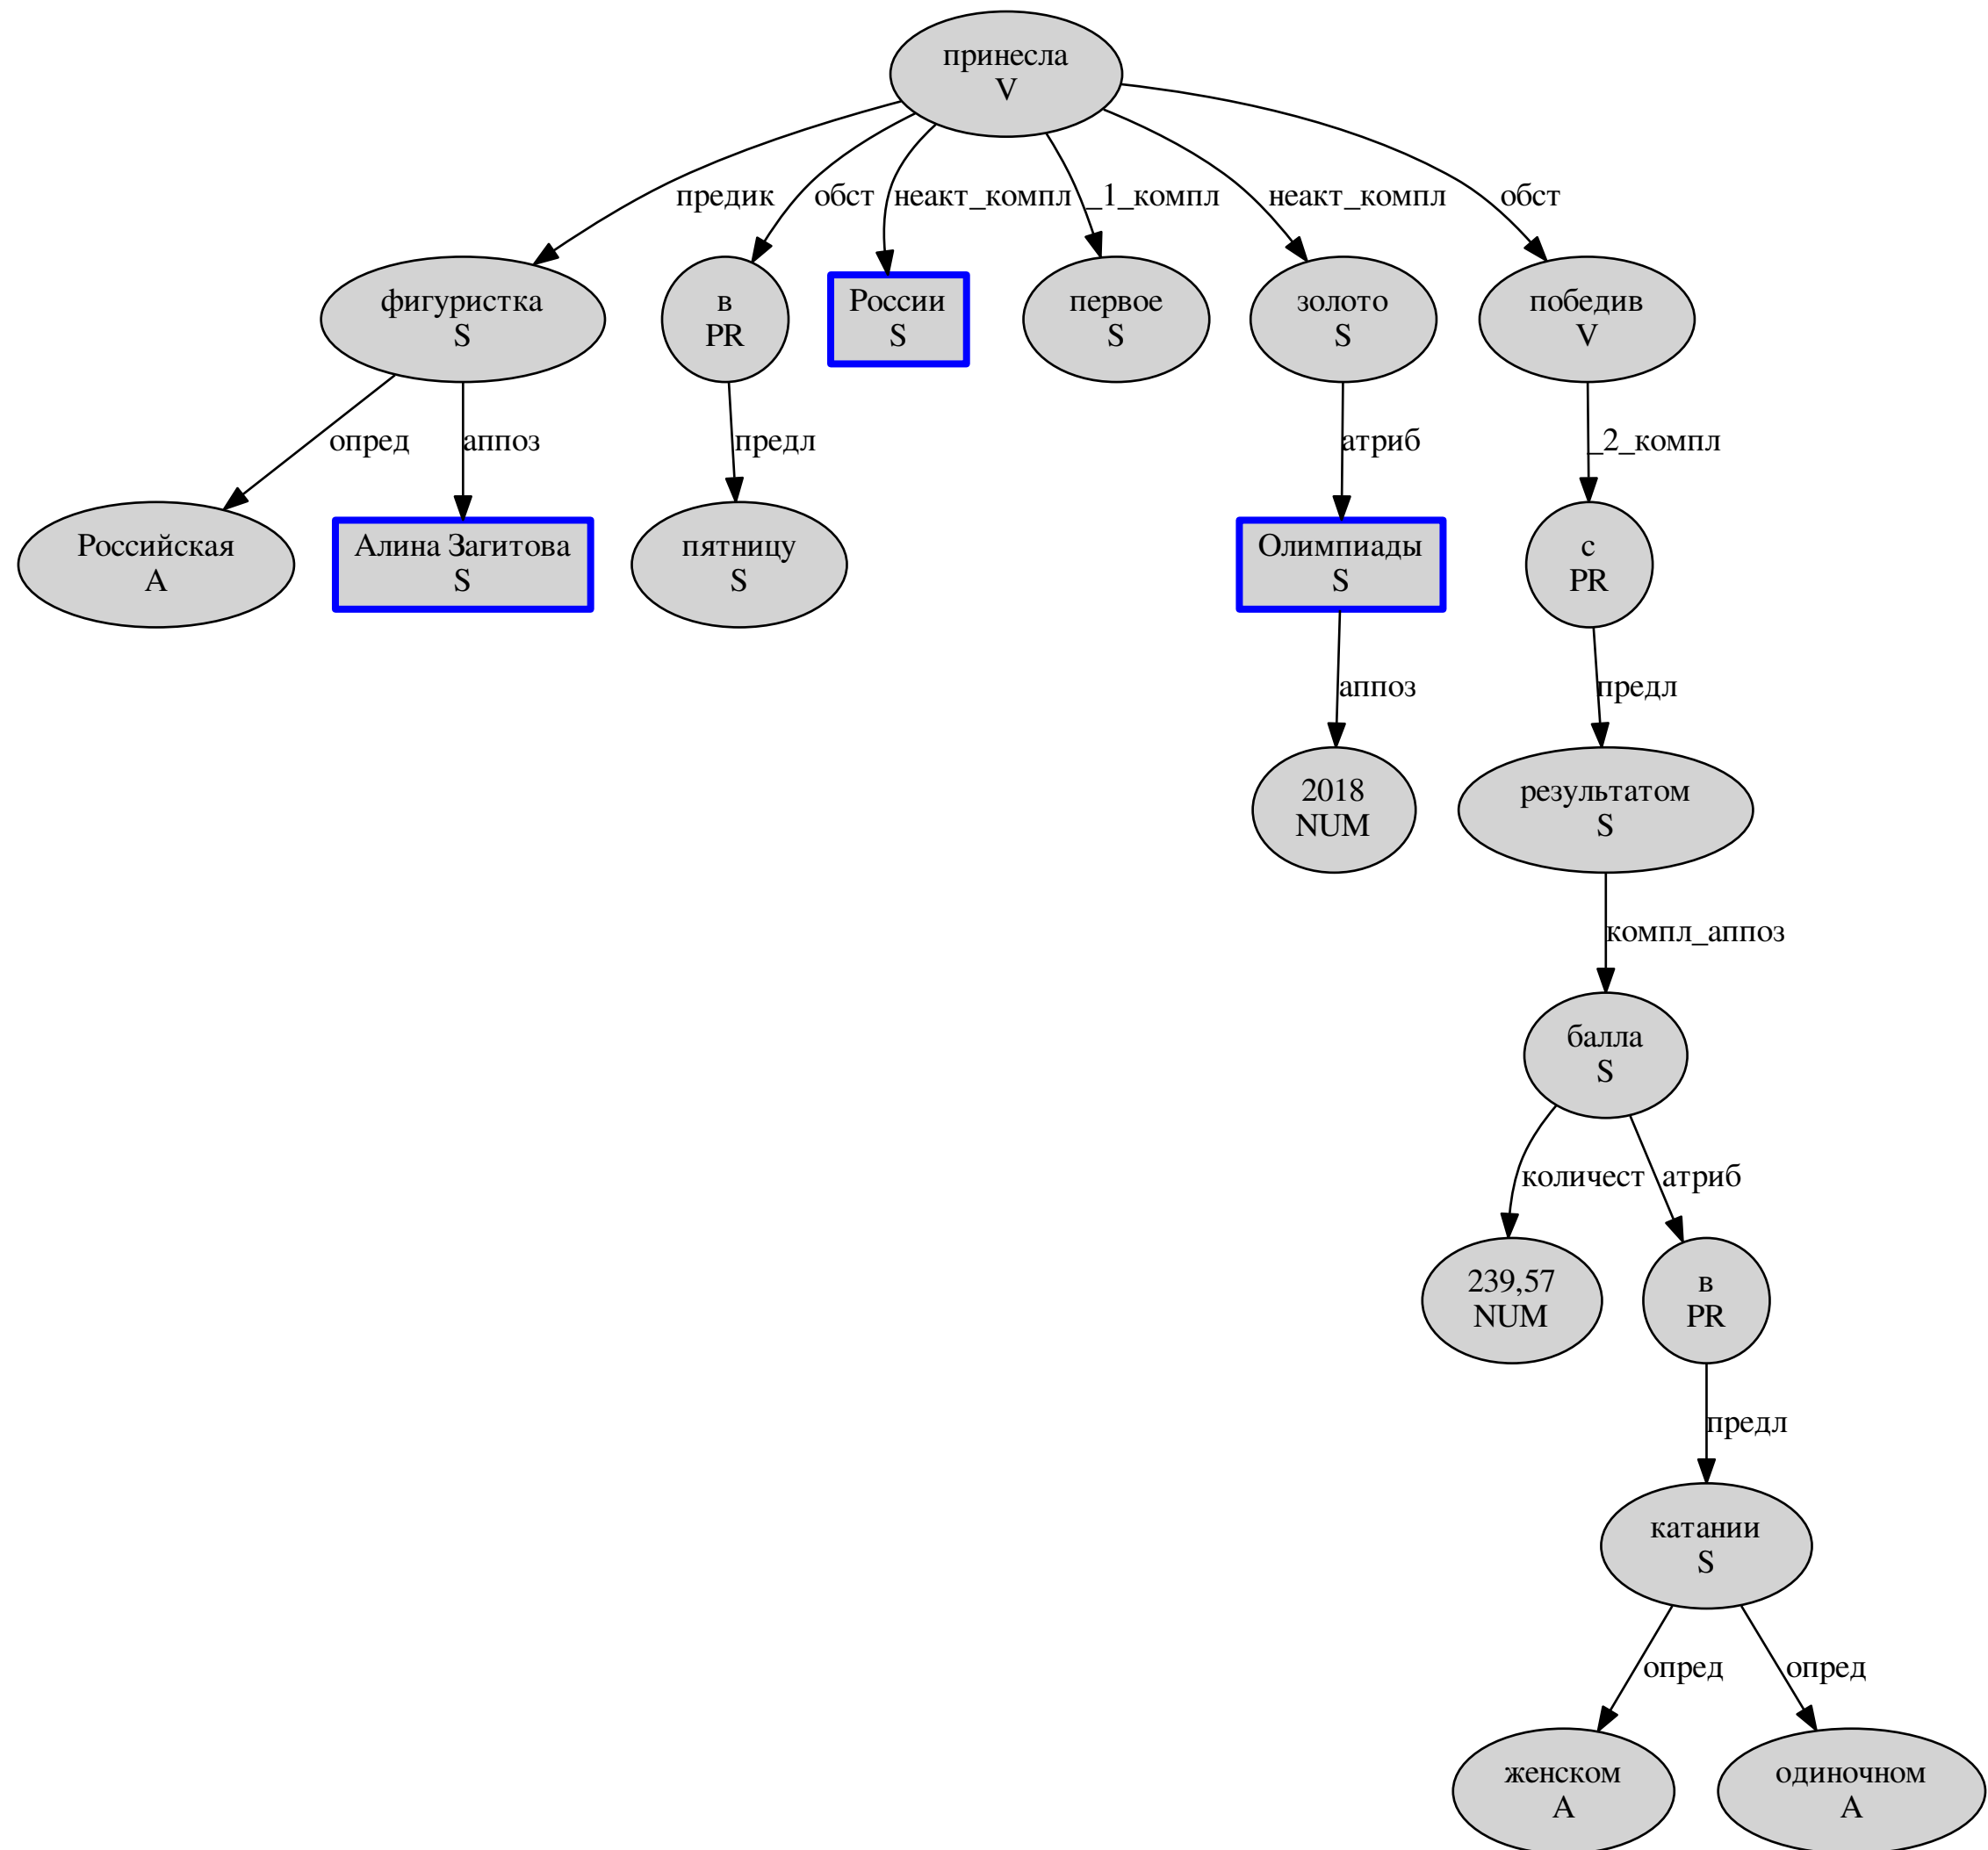 принесла
V
предик
обст
неакт_компл
_1_компл
неакт_компл
обст
фигуристка
S
в
PR
России
S
первое
S
золото
S
победив
V
опред
аппоз
предл
атриб
_2_компл
Российская
A
Алина Загитова
S
пятницу
S
Олимпиады
S
с
PR
аппоз
предл
2018
NUM
результатом
S
компл_аппоз
балла
S
количест
атриб
239,57
NUM
в
PR
предл
катании
S
опред
опред
женском
A
одиночном
A